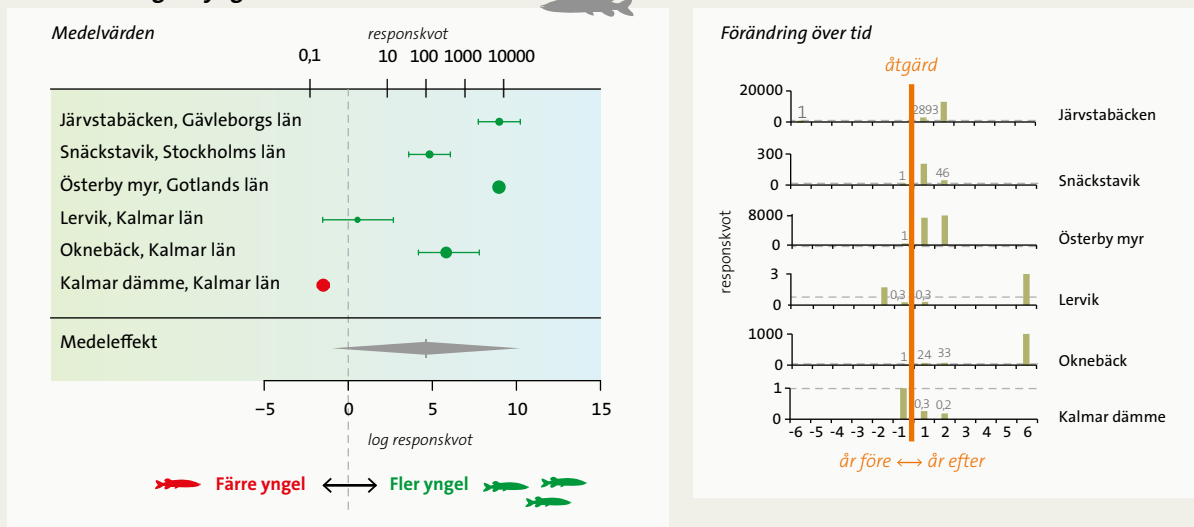 Medelvärden
responskvot
0,1 10 100 1000 10000
Järvstabäcken, Gävleborgs län
Snäckstavik, Stockholms län
Österby myr, Gotlands län
Lervik, Kalmar län
Oknebäck, Kalmar län
Kalmar dämme, Kalmar län
Medeleffekt
−5 0 5 10 15
log responskvot
Färre yngel Fler yngel
Förändring över tid
åtgärd
responskvot
20000
0
1 2893
Järvstabäcken
300
0
1 46
Snäckstavik
8000
0
1
Österby myr
3
0
0,3 0,3
Lervik
1000
0
1 24 33
Oknebäck
1
0
0,3 0,2
Kalmar dämme
-6 -5 -4 -3 -2 -1 1 2 3 4 5 6
år före år efter